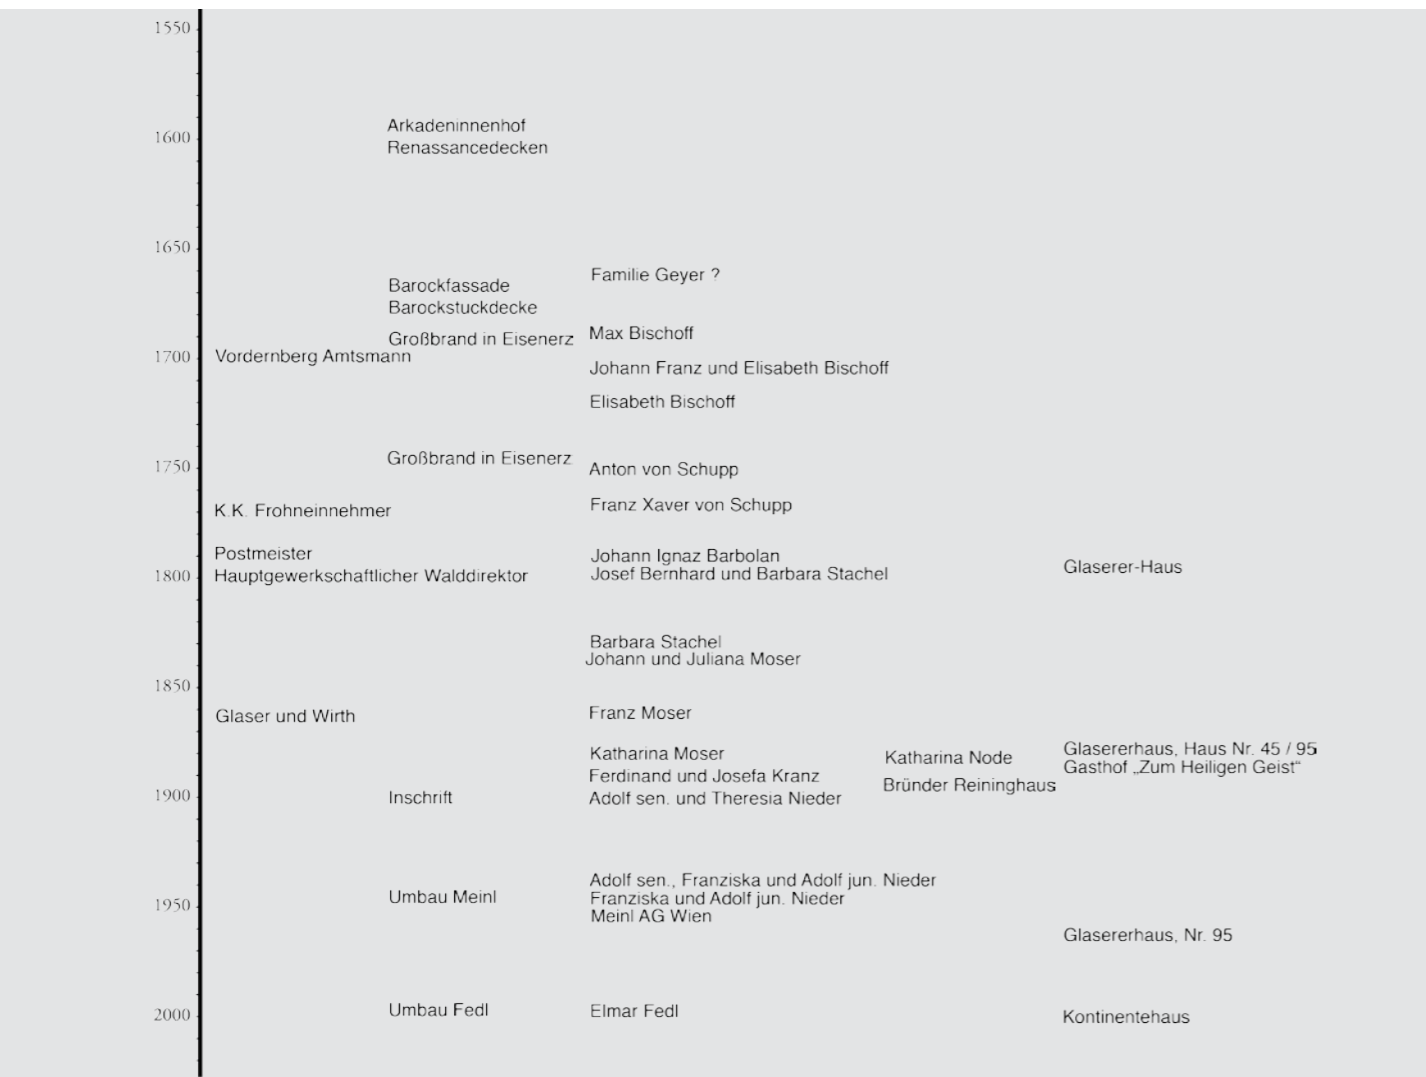 1550
Arkadeninnenhof
1600
Renassancedecken
1650
Familie Geyer ?
Barockfassade
Barockstuckdecke
Großbrand in Eisenerz Max Bischoff
1700 Vordernberg Amtsmann
Johann Franz und Elisabeth Bischoff
Elisabeth Bischoff
Großbrand in Eisenerz
1750 Anton von Schupp
K.K. Frohneinnehmer Franz Xaver von Schupp
Postmeister Johann Ignaz Barbolan
Glaserer-Haus
1800 Hauptgewerkschaftlicher Walddirektor Josef Bernhard und Barbara Stachel
Barbara Stachel
Johann und Juliana Moser
1850
Glaser und Wirth Franz Moser
Katharina Moser Katharina Node Glasererhaus, Haus Nr. 45 / 95
Gasthof „Zum Heiligen Geist“
Ferdinand und Josefa Kranz Bründer Reininghaus
1900 Inschrift Adolf sen. und Theresia Nieder
Adolf sen., Franziska und Adolf jun. Nieder
Umbau Meinl Franziska und Adolf jun. Nieder
1950 Meinl AG Wien
Glasererhaus, Nr. 95
Umbau Fedl Elmar Fedl
2000 Kontinentehaus